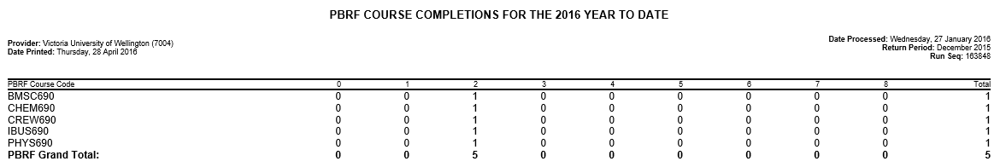 PBRF COURSE COMPLETIONS FOR THE 2016 YEAR TO DATE
Provider: Victoria University of Wellington (7004)
Date Printed: Thursday, 28 April 2016
Date Processed: Wednesday, 27 January 2016
Return Period: December 2015
Run Seq: 163848
PBRF Course Code 0 1 2 3 4 5 6 7 8 Total
BMSC690 0 0 1 0 0 0 0 0 0 1
CHEM690 0 0 1 0 0 0 0 0 0 1
CREW690 0 0 1 0 0 0 0 0 0 1
IBUS690 0 0 1 0 0 0 0 0 0 1
PHYS690 0 0 1 0 0 0 0 0 0 1
PBRF Grand Total: 0 0 5 0 0 0 0 0 0 5